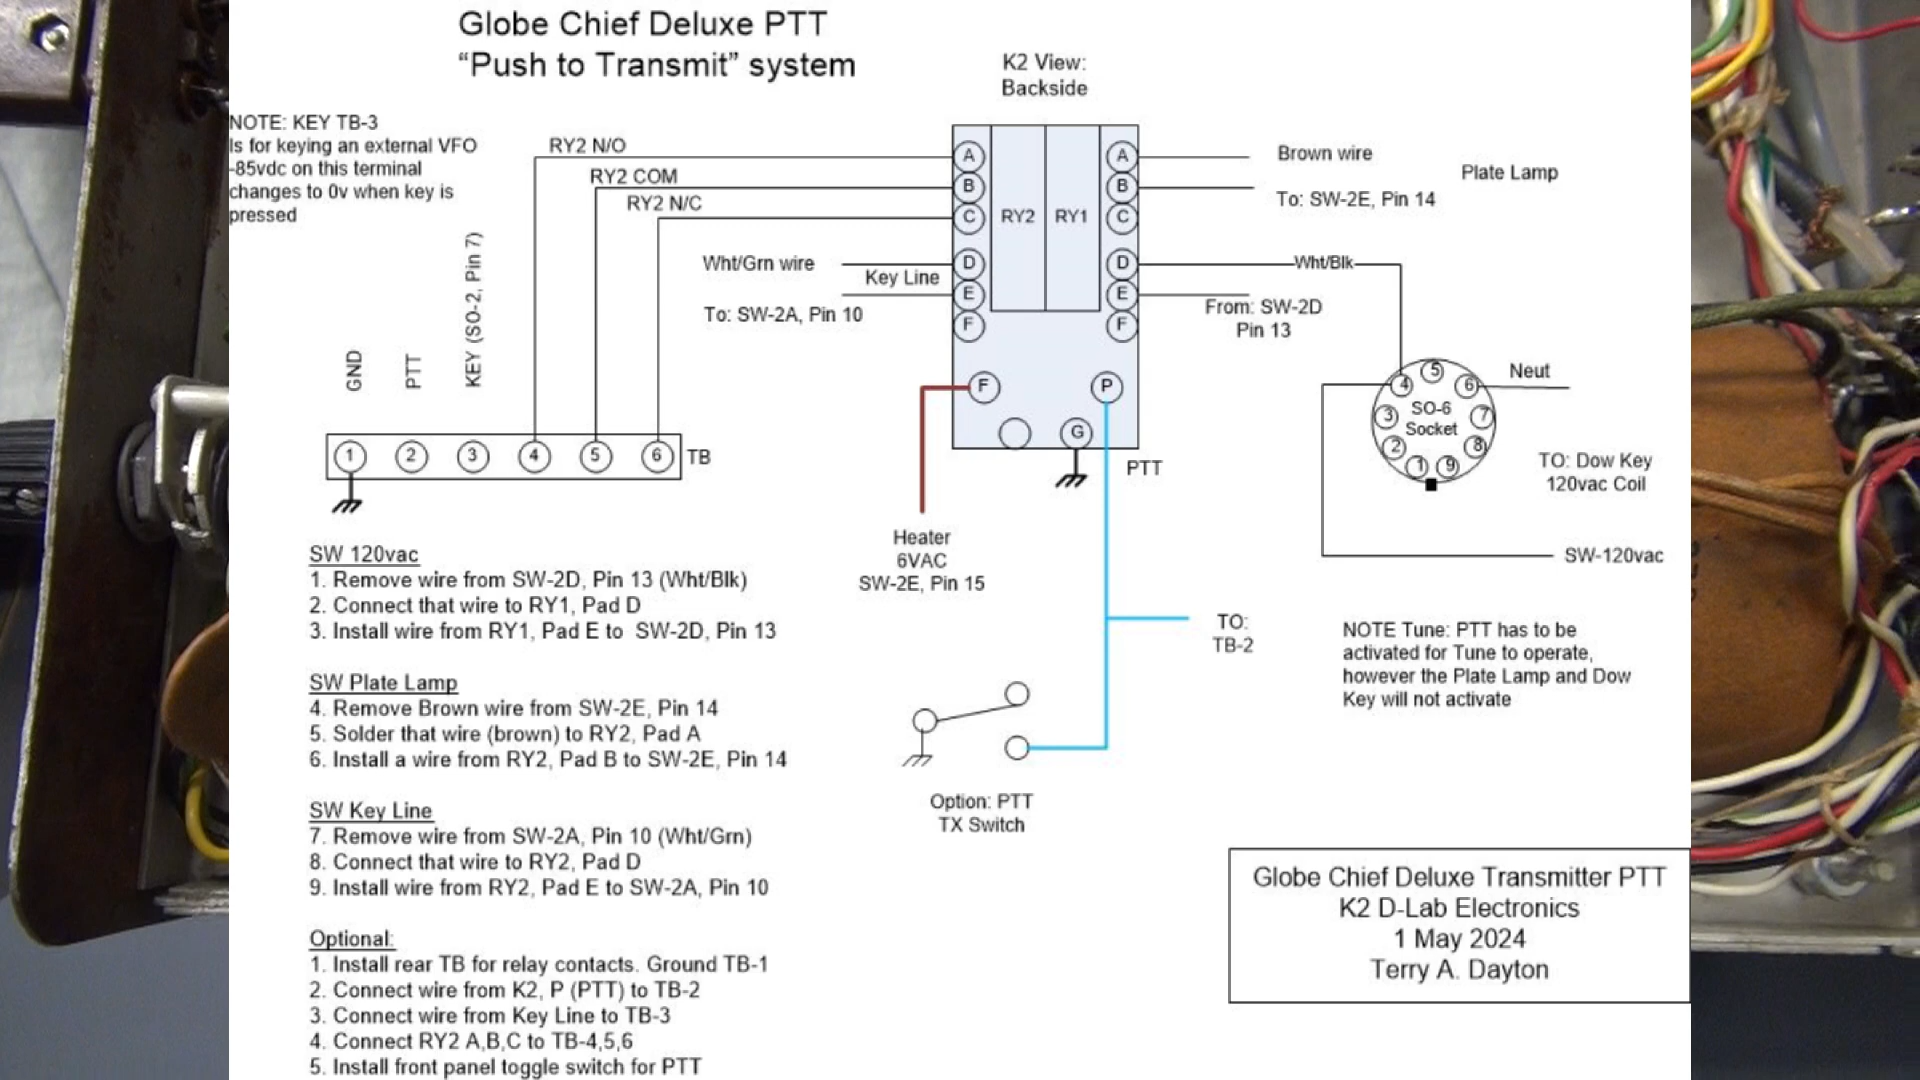 Globe Chief Deluxe PTT
“Push to Transmit” system
K2 View:
Backside
NOTE: KEY TB-3
Is for keying an external VFO
-85vdc on this terminal
changes to 0v when key is
pressed
RY2 N/O
RY2 COM
RY2 N/C
A
B
C
D
E
F
RY2
RY1
A
B
C
D
E
F
Brown wire
Plate Lamp
To: SW-2E, Pin 14
Wht/Grn wire
Key Line
To: SW-2A, Pin 10
Wht/Blk
From: SW-2D
Pin 13
GND
PTT
KEY (SO-2, Pin 7)
1
2
3
4
5
6
TB
F
P
G
PTT
4
5
6
3
SO-6
Socket
7
2
8
1
9
Neut
TO: Dow Key
120vac Coil
SW-120vac
Heater
6VAC
SW-2E, Pin 15
TO:
TB-2
Option: PTT
TX Switch
NOTE Tune: PTT has to be
activated for Tune to operate,
however the Plate Lamp and Dow
Key will not activate
SW 120vac
1. Remove wire from SW-2D, Pin 13 (Wht/Blk)
2. Connect that wire to RY1, Pad D
3. Install wire from RY1, Pad E to SW-2D, Pin 13
SW Plate Lamp
4. Remove Brown wire from SW-2E, Pin 14
5. Solder that wire (brown) to RY2, Pad A
6. Install a wire from RY2, Pad B to SW-2E, Pin 14
SW Key Line
7. Remove wire from SW-2A, Pin 10 (Wht/Grn)
8. Connect that wire to RY2, Pad D
9. Install wire from RY2, Pad E to SW-2A, Pin 10
Optional:
1. Install rear TB for relay contacts. Ground TB-1
2. Connect wire from K2, P (PTT) to TB-2
3. Connect wire from Key Line to TB-3
4. Connect RY2 A,B,C to TB-4,5,6
5. Install front panel toggle switch for PTT
Globe Chief Deluxe Transmitter PTT
K2 D-Lab Electronics
1 May 2024
Terry A. Dayton